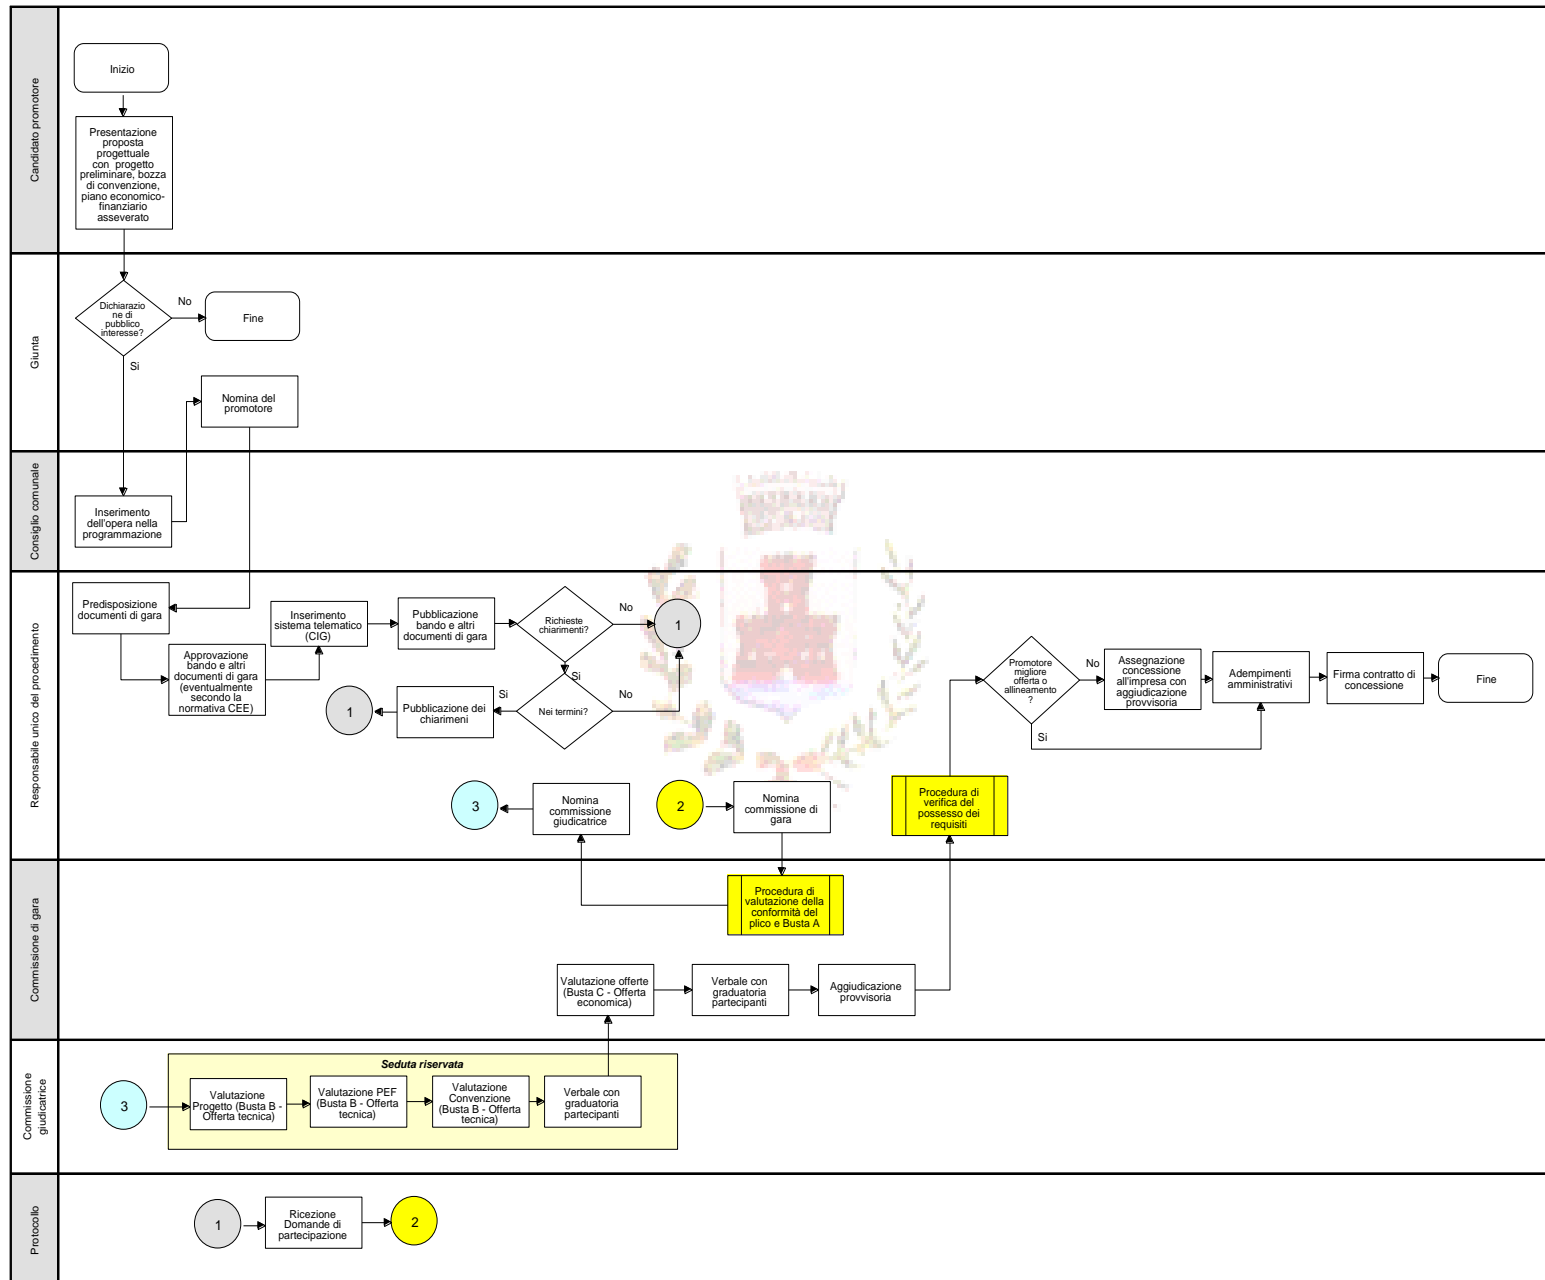 Candidato promotore
Inizio
Presentazione
proposta
progettuale
con progetto
preliminare, bozza
di convenzione,
piano economico-
finanziario
asseverato
Giunta
Dichiarazio
ne di
pubblico
interesse?
No
Fine
Si
Nomina del
promotore
Consiglio comunale
Inserimento
dell'opera nella
programmazione
Responsabile unico del procedimento
Predisposizione
documenti di gara
Approvazione
bando e altri
documenti di gara
(eventualmente
secondo la
normativa CEE)
Inserimento
sistema telematico
(CIG)
Pubblicazione
bando e altri
documenti di gara
Richieste
chiarimenti?
No
1
Si
Nei termini?
No
Si
Pubblicazione dei
chiarimeni
1
Promotore
migliore
offerta o
allineamento
?
No
Si
Assegnazione
concessione
all'impresa con
aggiudicazione
provvisoria
Adempimenti
amministrativi
Firma contratto di
concessione
Fine
3
Nomina
commissione
giudicatrice
2
Nomina
commissione di
gara
Procedura di
verifica del
possesso dei
requisiti
Commissione di gara
Procedura di
valutazione della
conformità del
plico e Busta A
Valutazione offerte
(Busta C - Offerta
economica)
Verbale con
graduatoria
partecipanti
Aggiudicazione
provvisoria
Commissione
giudicatrice
Seduta riservata
3
Valutazione
Progetto (Busta B -
Offerta tecnica)
Valutazione PEF
(Busta B - Offerta
tecnica)
Valutazione
Convenzione
(Busta B - Offerta
tecnica)
Verbale con
graduatoria
partecipanti
Protocollo
1
Ricezione
Domande di
partecipazione
2